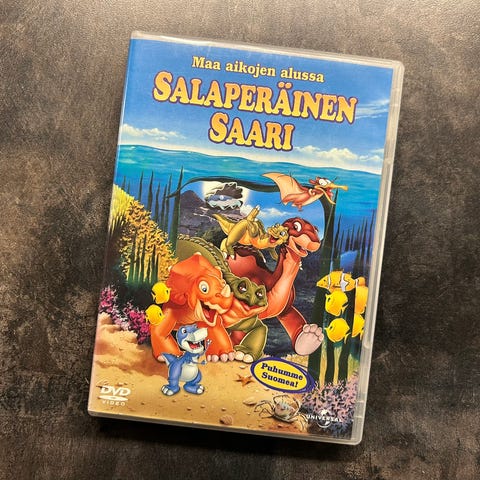 Maa aikojen alussa
SALAPERÄINEN
SAARI
Puhumme
Suomea!
DVD
VIDEO
UNIVERSAL